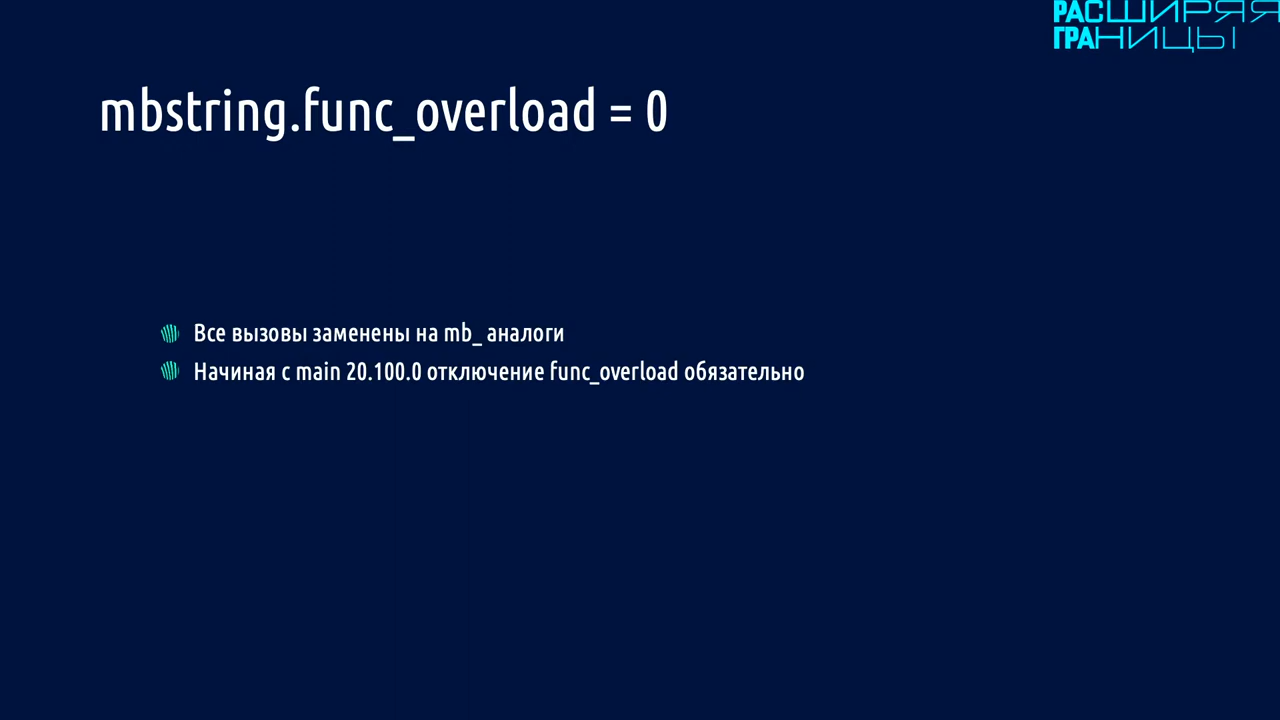 РАСШИРЯЯ
ГРАНИЦЫ
mbstring.func_overload = 0
Все вызовы заменены на mb_ аналоги
Начиная с main 20.100.0 отключение func_overload обязательно